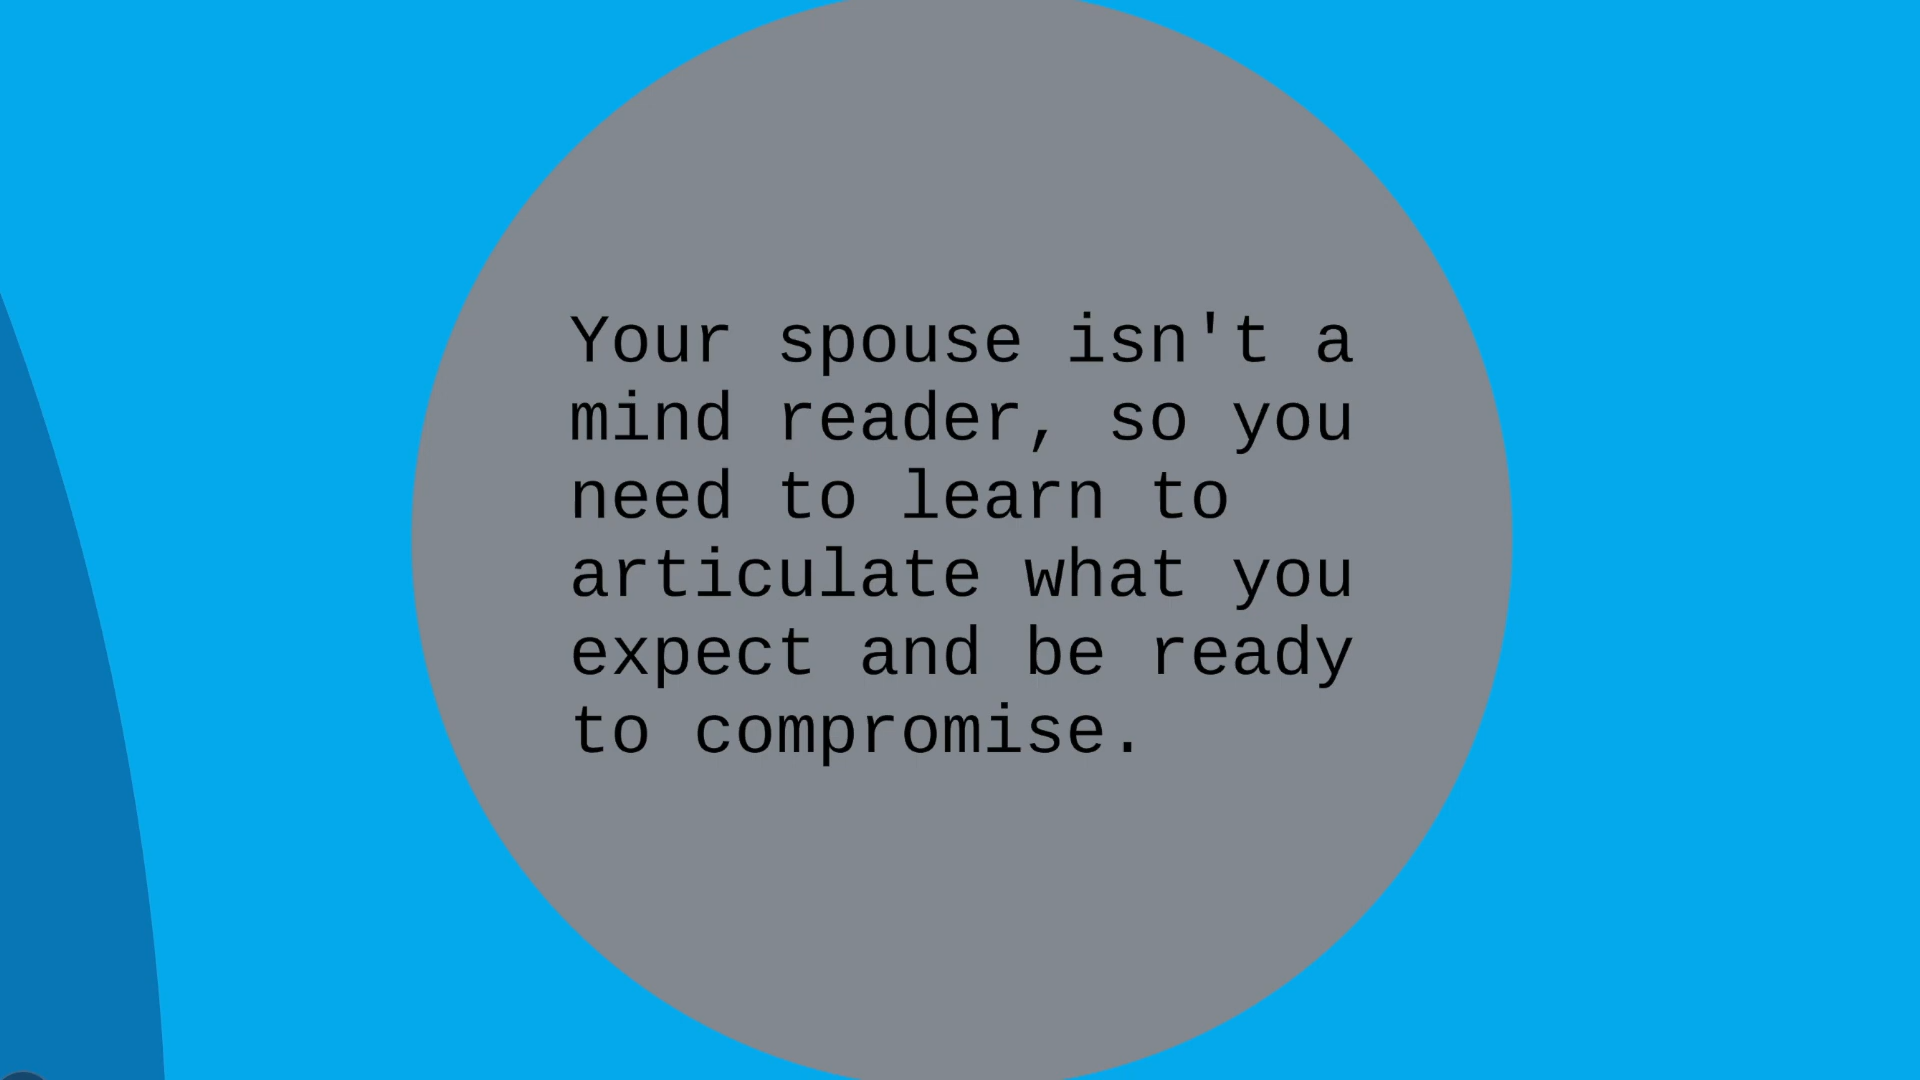 Your spouse isn't a
mind reader, so you
need to learn to
articulate what you
expect and be ready
to compromise.